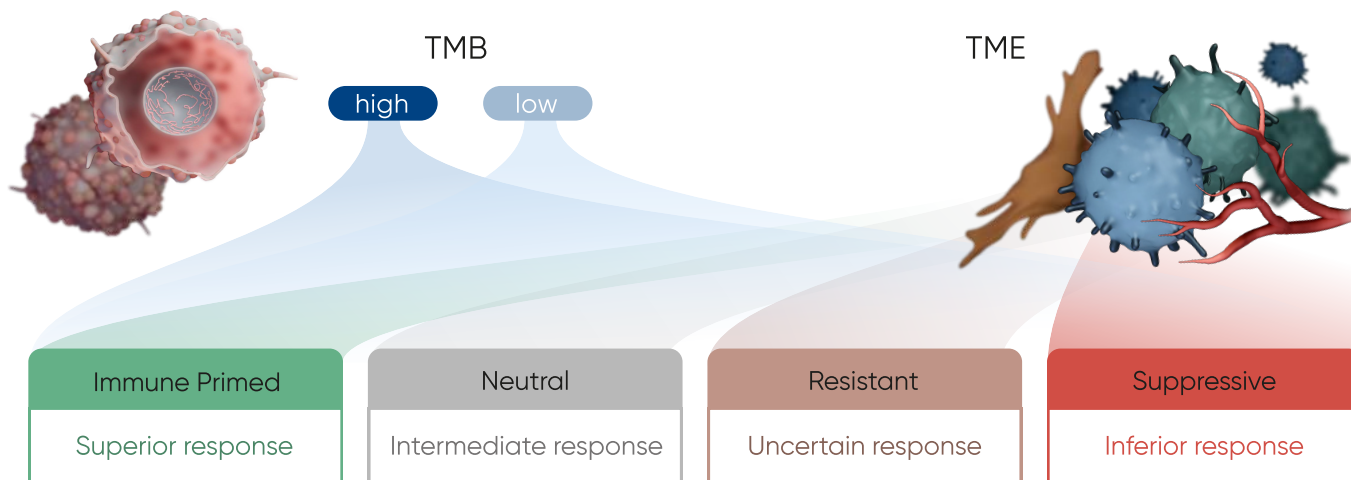 TMB
TME
high
low
Immune Primed
Neutral
Resistant
Suppressive
Superior response
Intermediate response
Uncertain response
Inferior response